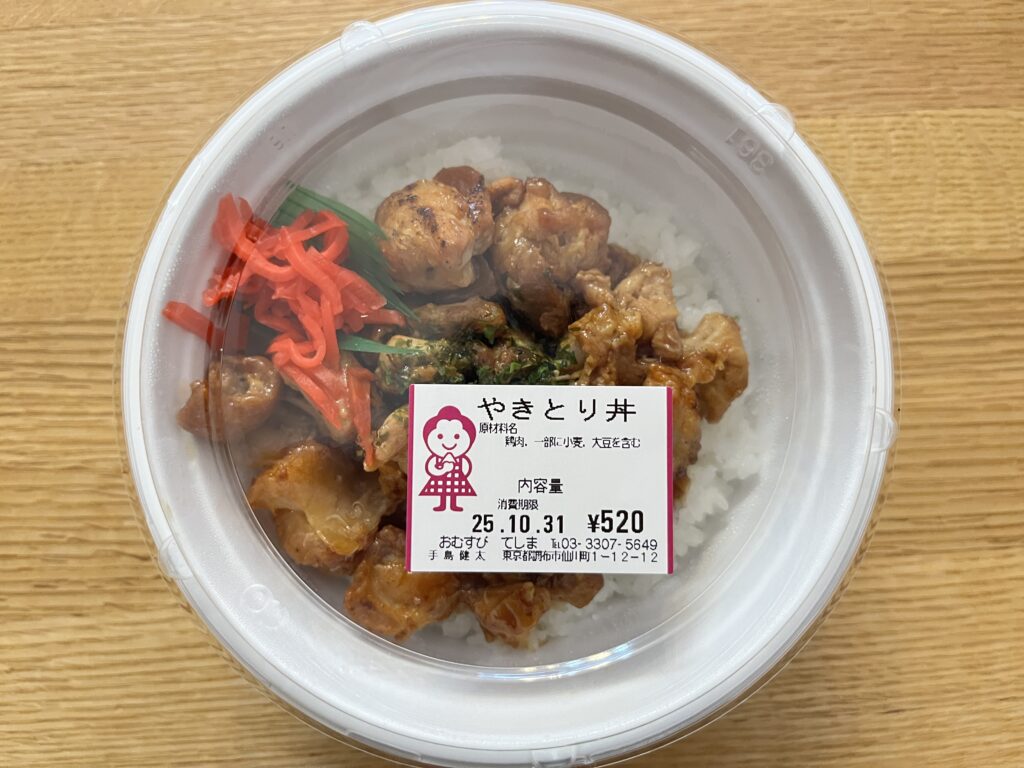 やきとり丼
原材料名
鶏肉、一部に小麦、大豆を含む
内容量
消費期限
25.10.31 ¥520
おむすび てしま ℡03-3307-5649
手島健太 東京都調布市仙川町1-12-12
361